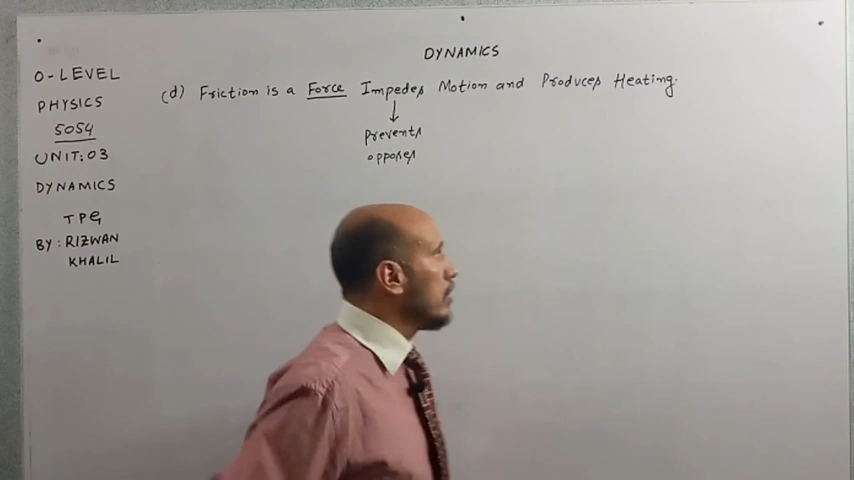 DYNAMICS
O-LEVEL
PHYSICS
5054
UNIT:03
DYNAMICS
TPG
BY: RIZWAN
KHALIL
(d) Friction is a Force Impedes Motion and Produces Heating.
Prevents
opposes